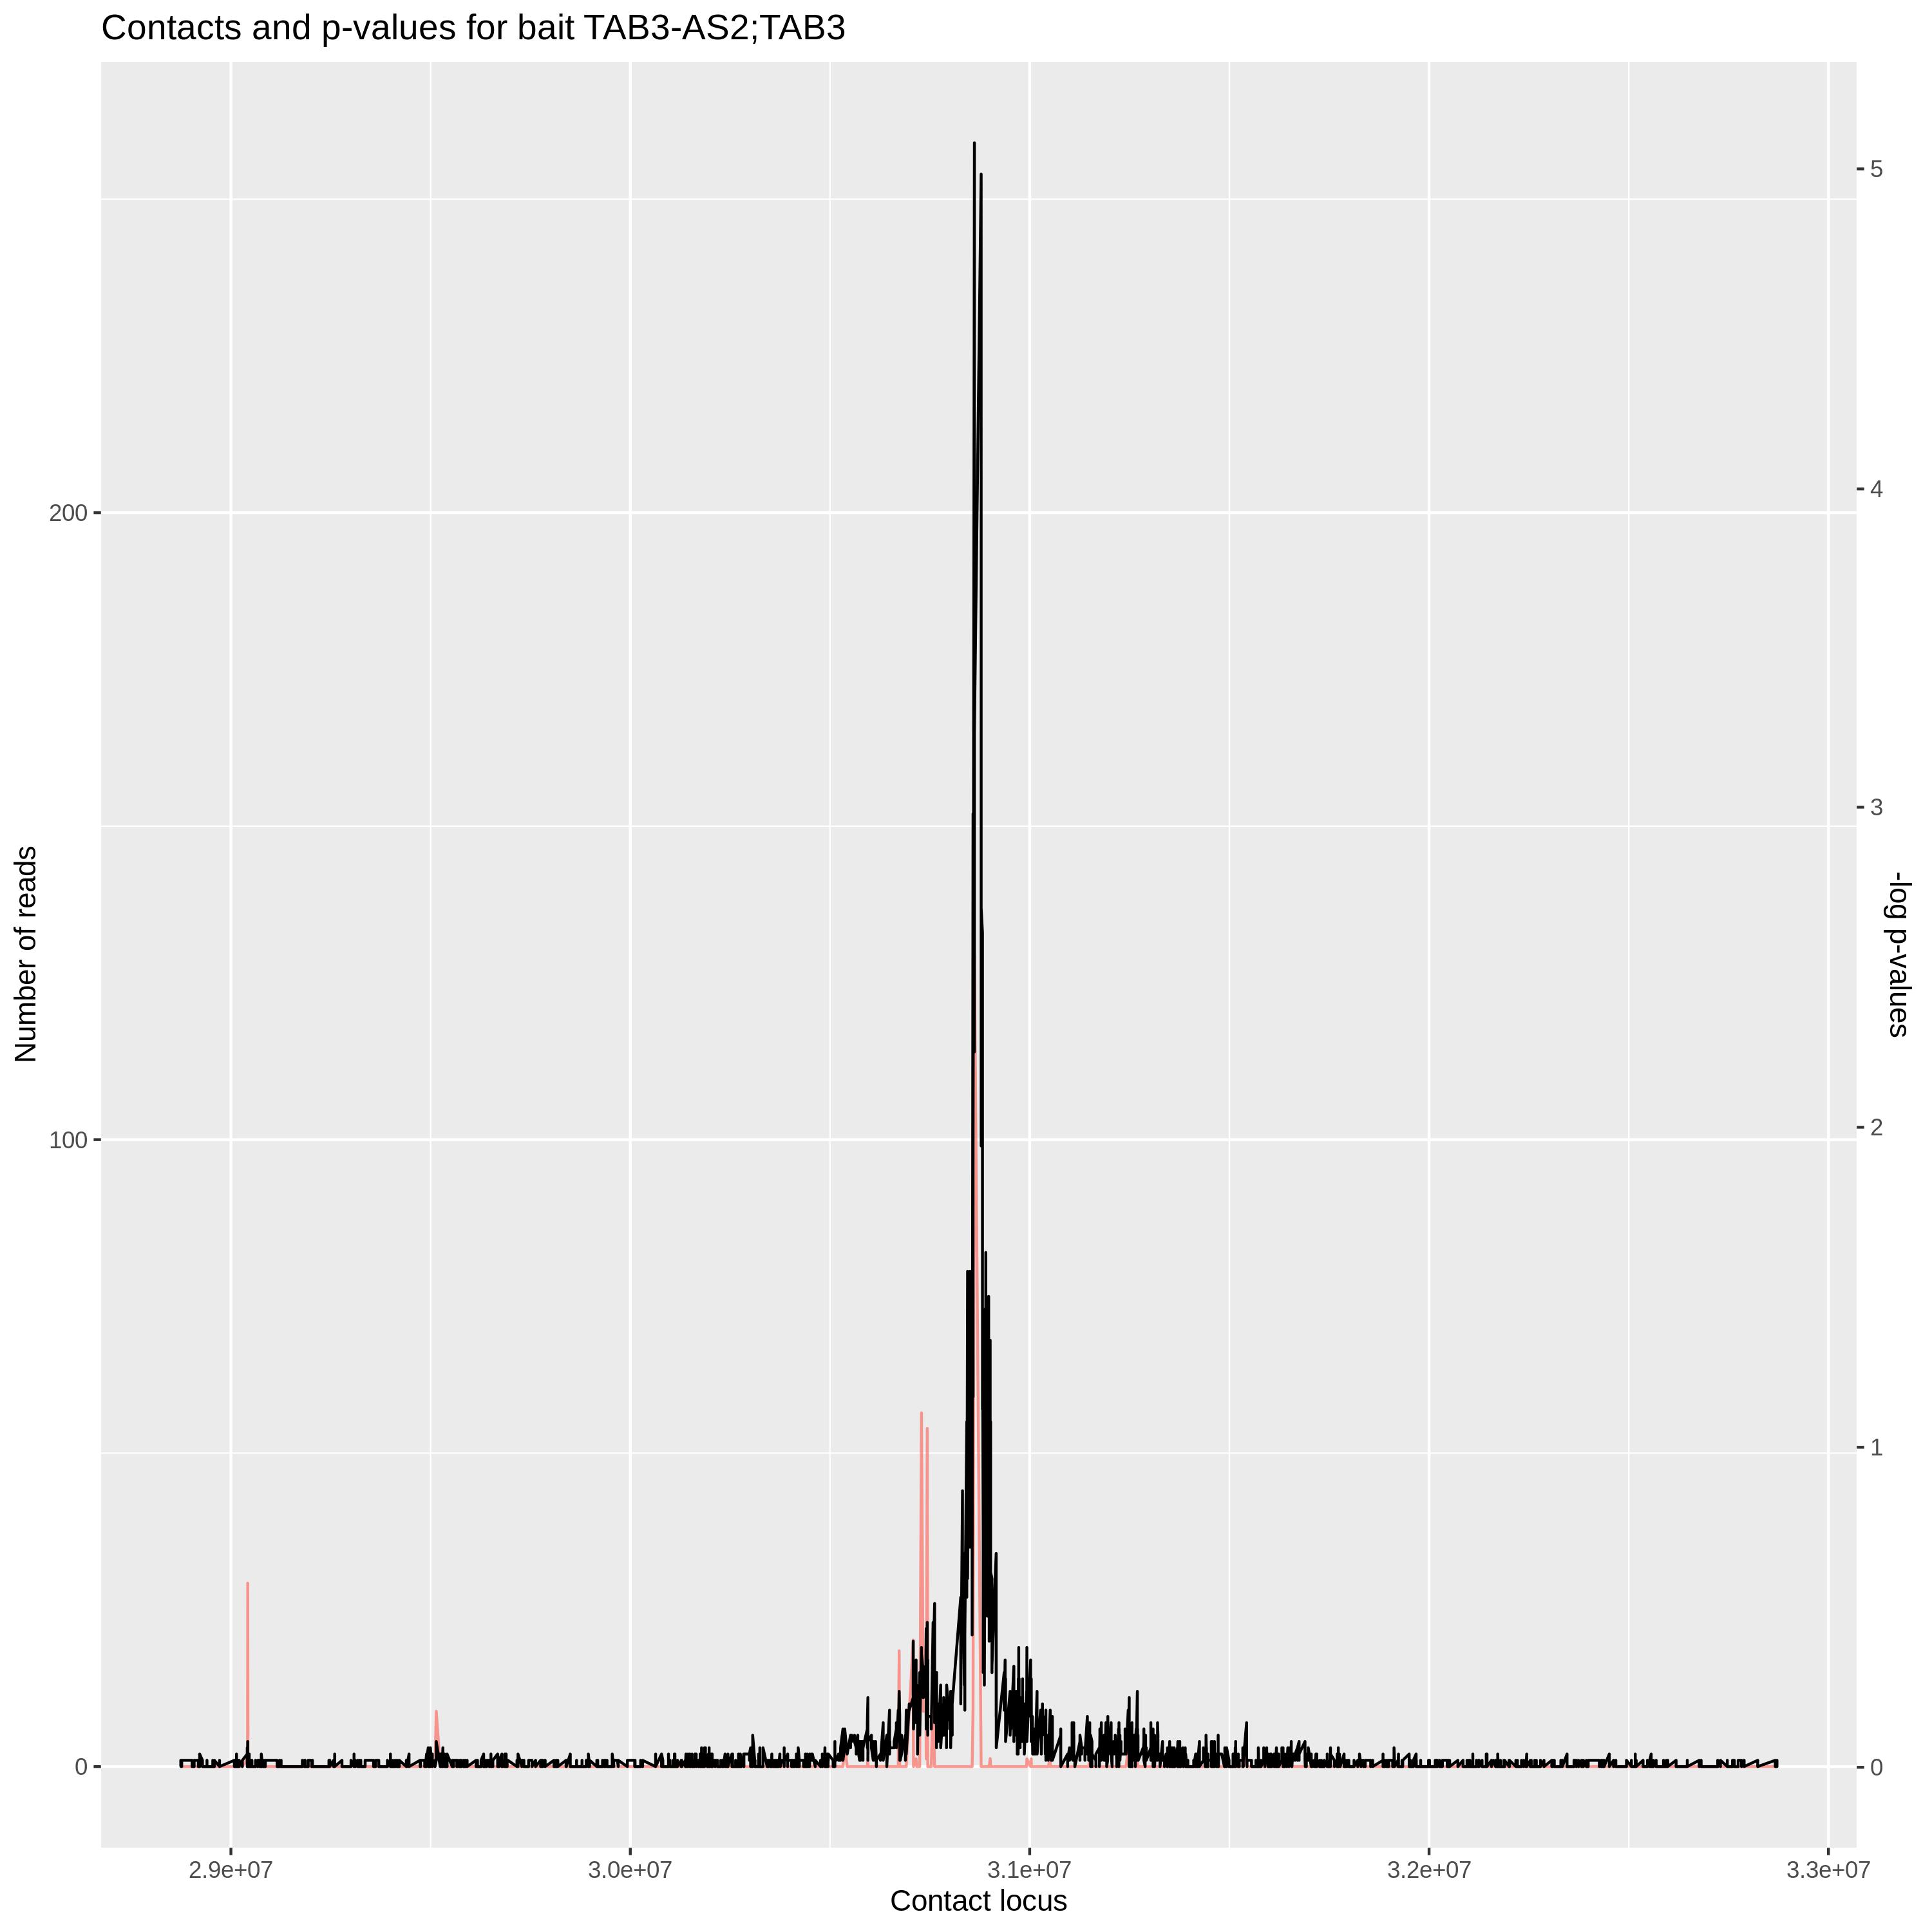 Contacts and p-values for bait TAB3-AS2;TAB3
Number of reads
200
100
0
5
4
3
2
1
0
-log p-values
2.9e+07 3.0e+07 3.1e+07 3.2e+07 3.3e+07
Contact locus